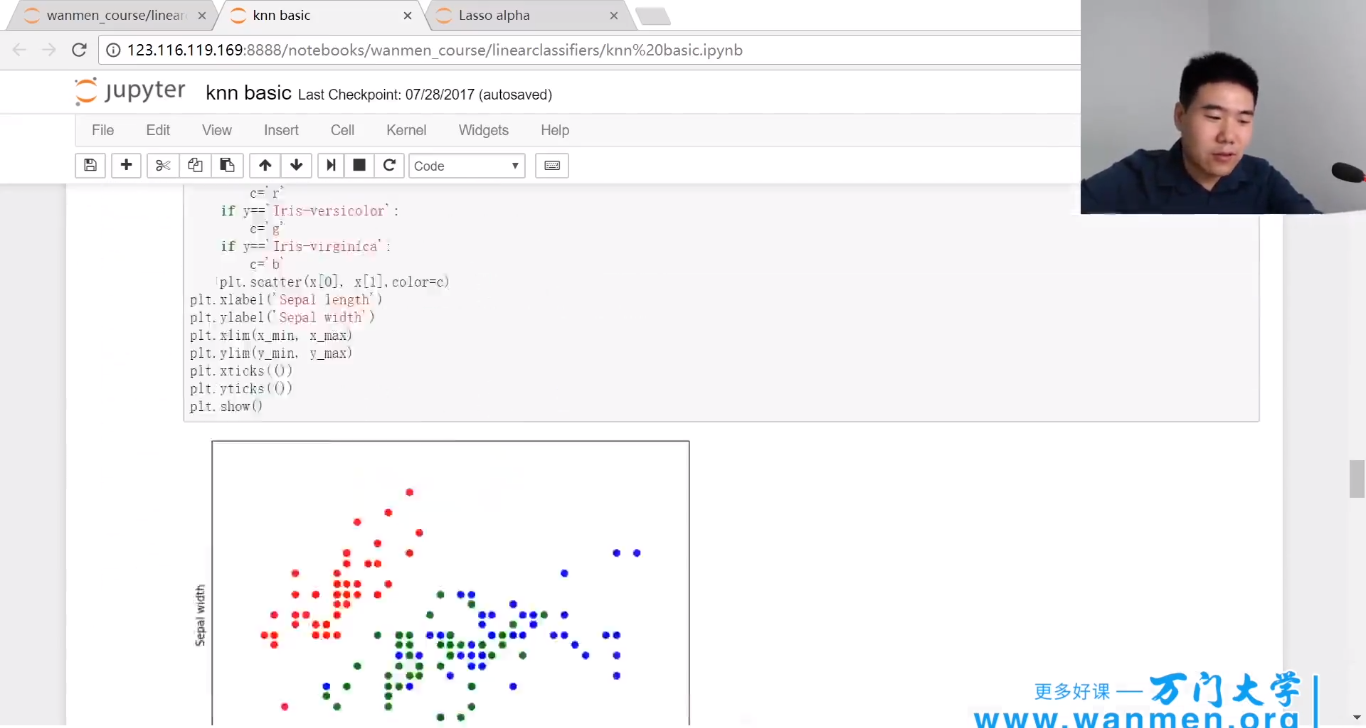 wanmen_course/linear
knn basic
Lasso alpha
123.116.119.169:8888/notebooks/wanmen_course/linearclassifiers/knn%20basic.ipynb
jupyter knn basic Last Checkpoint: 07/28/2017 (autosaved)
File Edit View Insert Cell Kernel Widgets Help
Code
c='r'
if y=='Iris-versicolor':
c='g'
if y=='Iris-virginica':
c='b'
plt.scatter(x[0], x[1],color=c)
plt.xlabel('Sepal length')
plt.ylabel('Sepal width')
plt.xlim(x_min, x_max)
plt.ylim(y_min, y_max)
plt.xticks(())
plt.yticks(())
plt.show()
Sepal width
更多好课 — 万门大学
www.wanmen.org